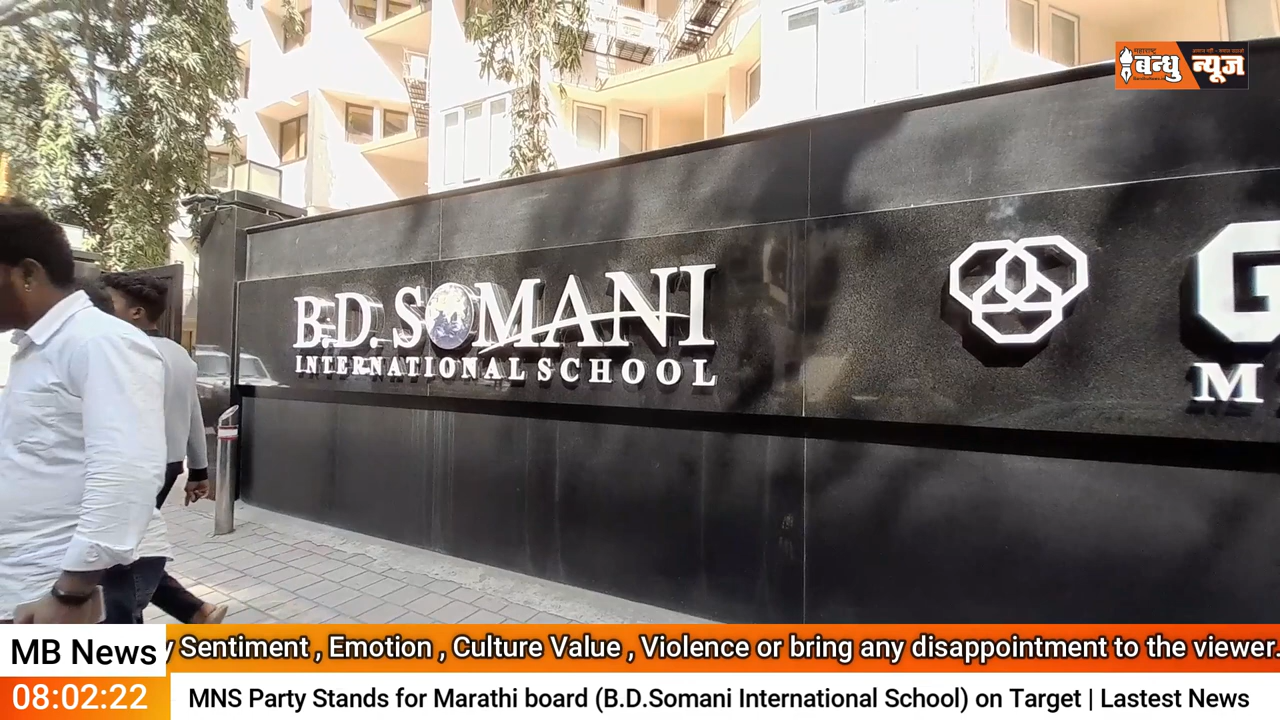 महाराष्ट्र
बन्धु न्यूज
B.D. SOMANI
INTERNATIONAL SCHOOL
G
M
MB News
y Sentiment , Emotion , Culture Value , Violence or bring any disappointment to the viewer.
08:02:22
MNS Party Stands for Marathi board (B.D.Somani International School) on Target | Lastest News